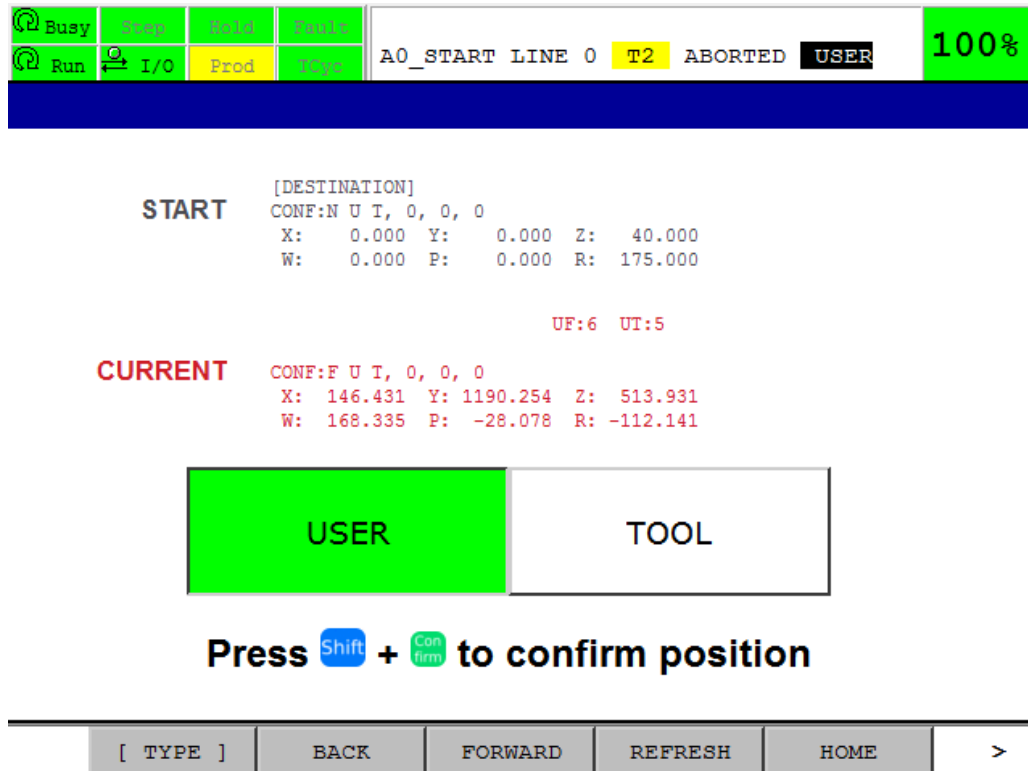 Busy Step Hold Fault
Run I/O Prod TCyc
A0_START LINE 0 T2 ABORTED USER
100%
START
[DESTINATION]
CONF:N U T, 0, 0, 0
X: 0.000 Y: 0.000 Z: 40.000
W: 0.000 P: 0.000 R: 175.000
UF:6 UT:5
CURRENT
CONF:F U T, 0, 0, 0
X: 146.431 Y: 1190.254 Z: 513.931
W: 168.335 P: -28.078 R: -112.141
USER TOOL
Press Shift + Con firm to confirm position
[ TYPE ] BACK FORWARD REFRESH HOME >